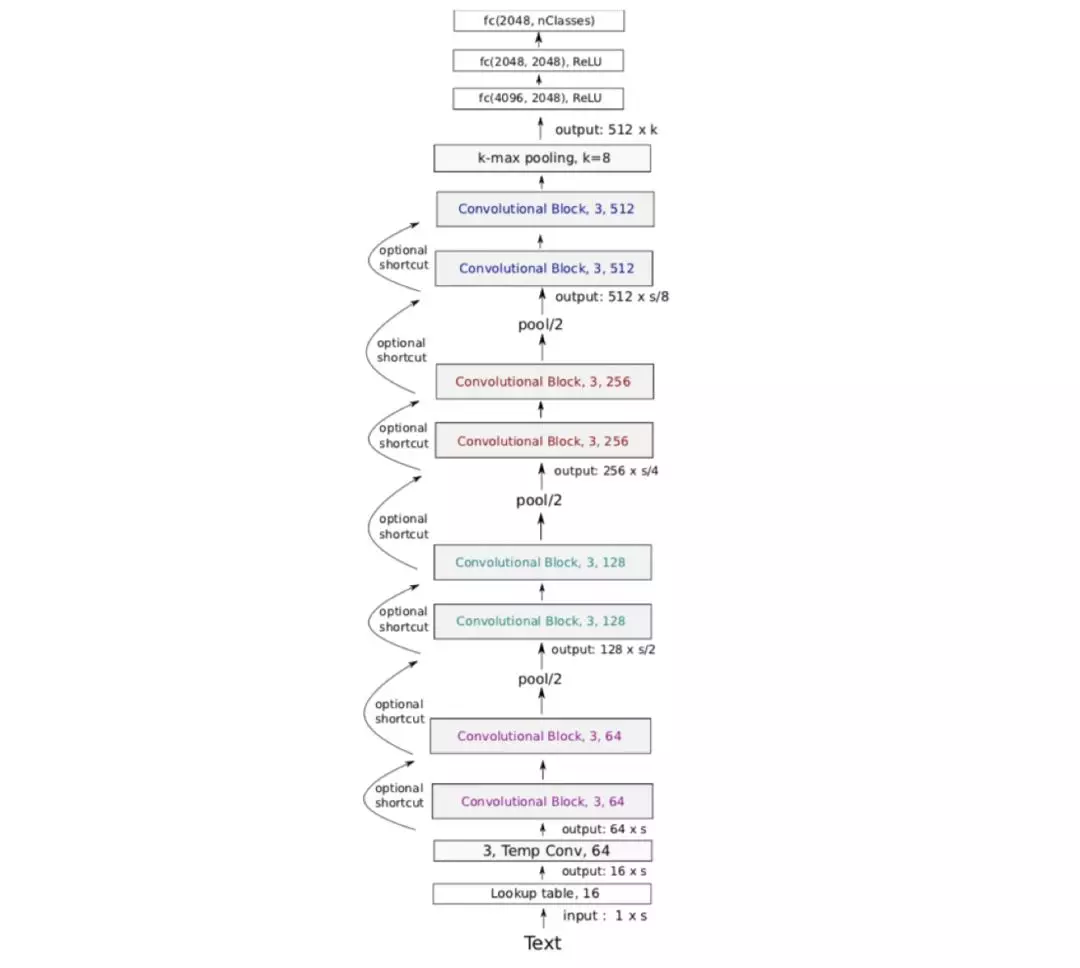 fc(2048, nClasses)
fc(2048, 2048), ReLU
fc(4096, 2048), ReLU
output: 512 x k
k-max pooling, k=8
Convolutional Block, 3, 512
optional
shortcut
Convolutional Block, 3, 512
output: 512 x s/8
pool/2
optional
shortcut
Convolutional Block, 3, 256
optional
shortcut
Convolutional Block, 3, 256
output: 256 x s/4
pool/2
optional
shortcut
Convolutional Block, 3, 128
optional
shortcut
Convolutional Block, 3, 128
output: 128 x s/2
pool/2
optional
shortcut
Convolutional Block, 3, 64
optional
shortcut
Convolutional Block, 3, 64
output: 64 x s
3, Temp Conv, 64
output: 16 x s
Lookup table, 16
input : 1 x s
Text